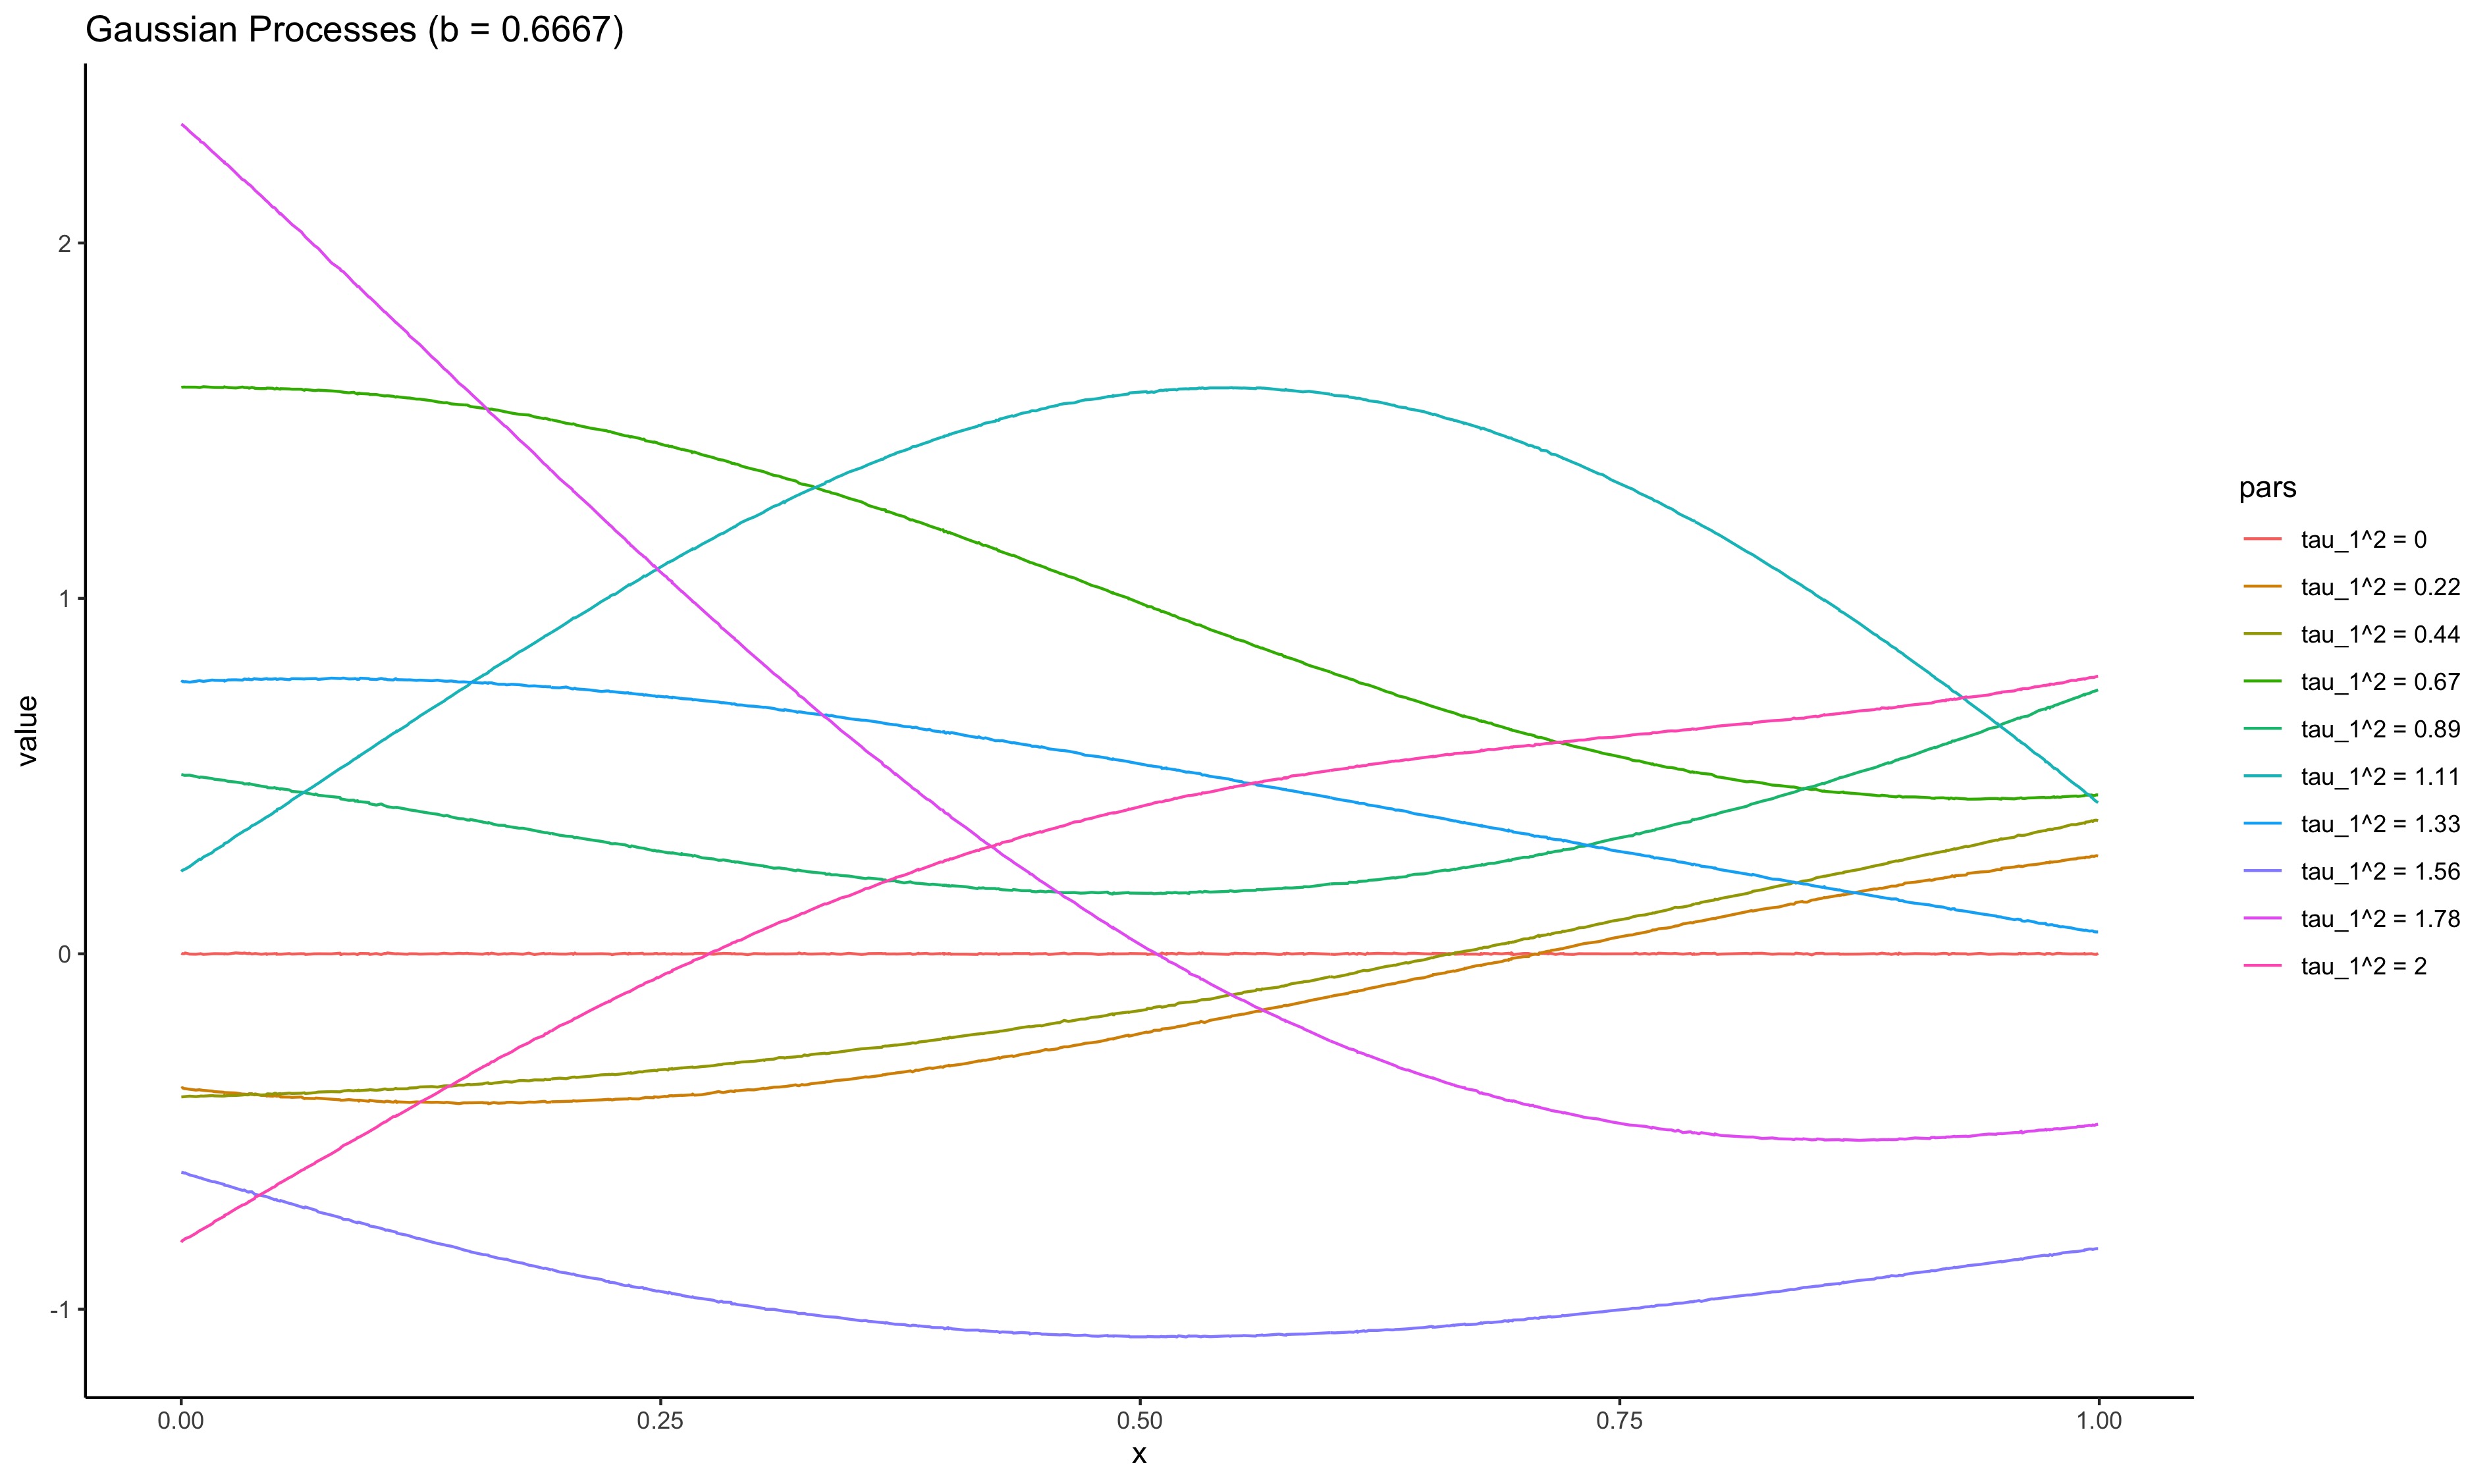 Gaussian Processes (b = 0.6667)
value
2
1
0
-1
0.00
0.25
0.50
0.75
1.00
x
pars
tau_1^2 = 0
tau_1^2 = 0.22
tau_1^2 = 0.44
tau_1^2 = 0.67
tau_1^2 = 0.89
tau_1^2 = 1.11
tau_1^2 = 1.33
tau_1^2 = 1.56
tau_1^2 = 1.78
tau_1^2 = 2